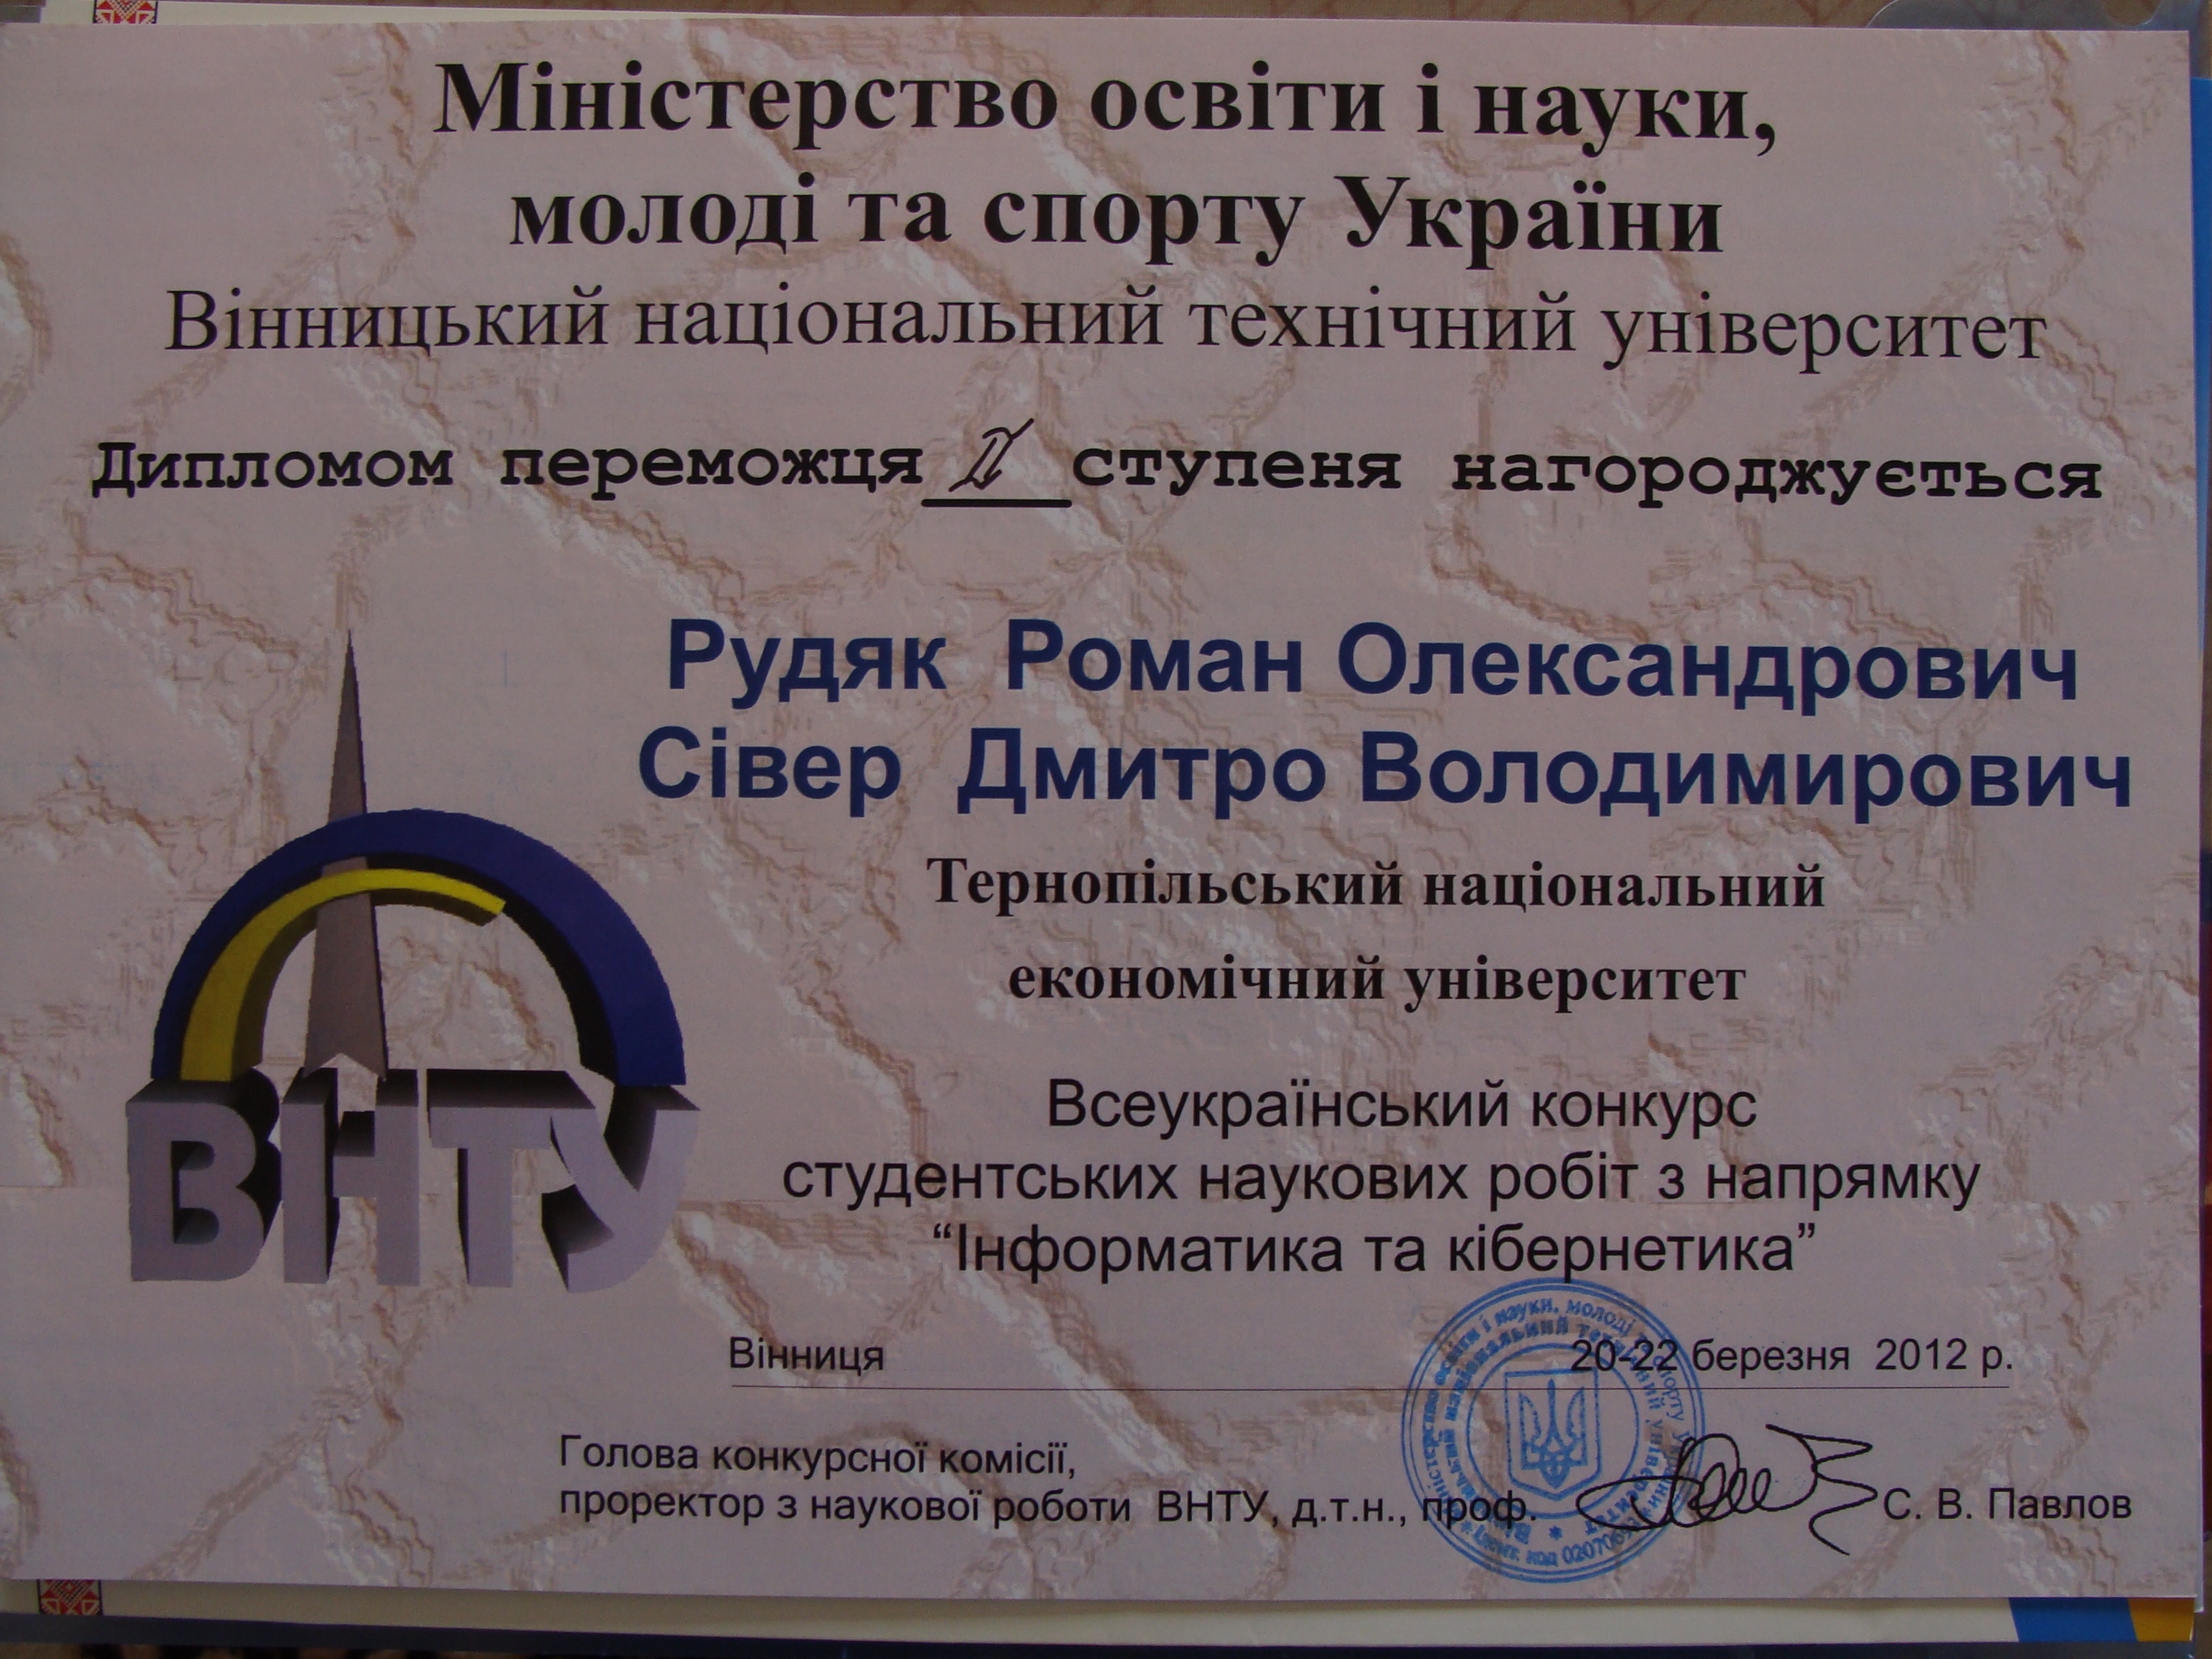 Міністерство освіти і науки,
молоді та спорту України
Вінницький національний технічний університет
Дипломом переможця II ступеня нагороджується
Рудяк Роман Олександрович
Сівер Дмитро Володимирович
Тернопільський національний
економічний університет
ВНТУ
Всеукраїнський конкурс
студентських наукових робіт з напрямку
“Інформатика та кібернетика”
Вінниця 20-22 березня 2012 р.
Голова конкурсної комісії,
проректор з наукової роботи ВНТУ, д.т.н., проф. С. В. Павлов